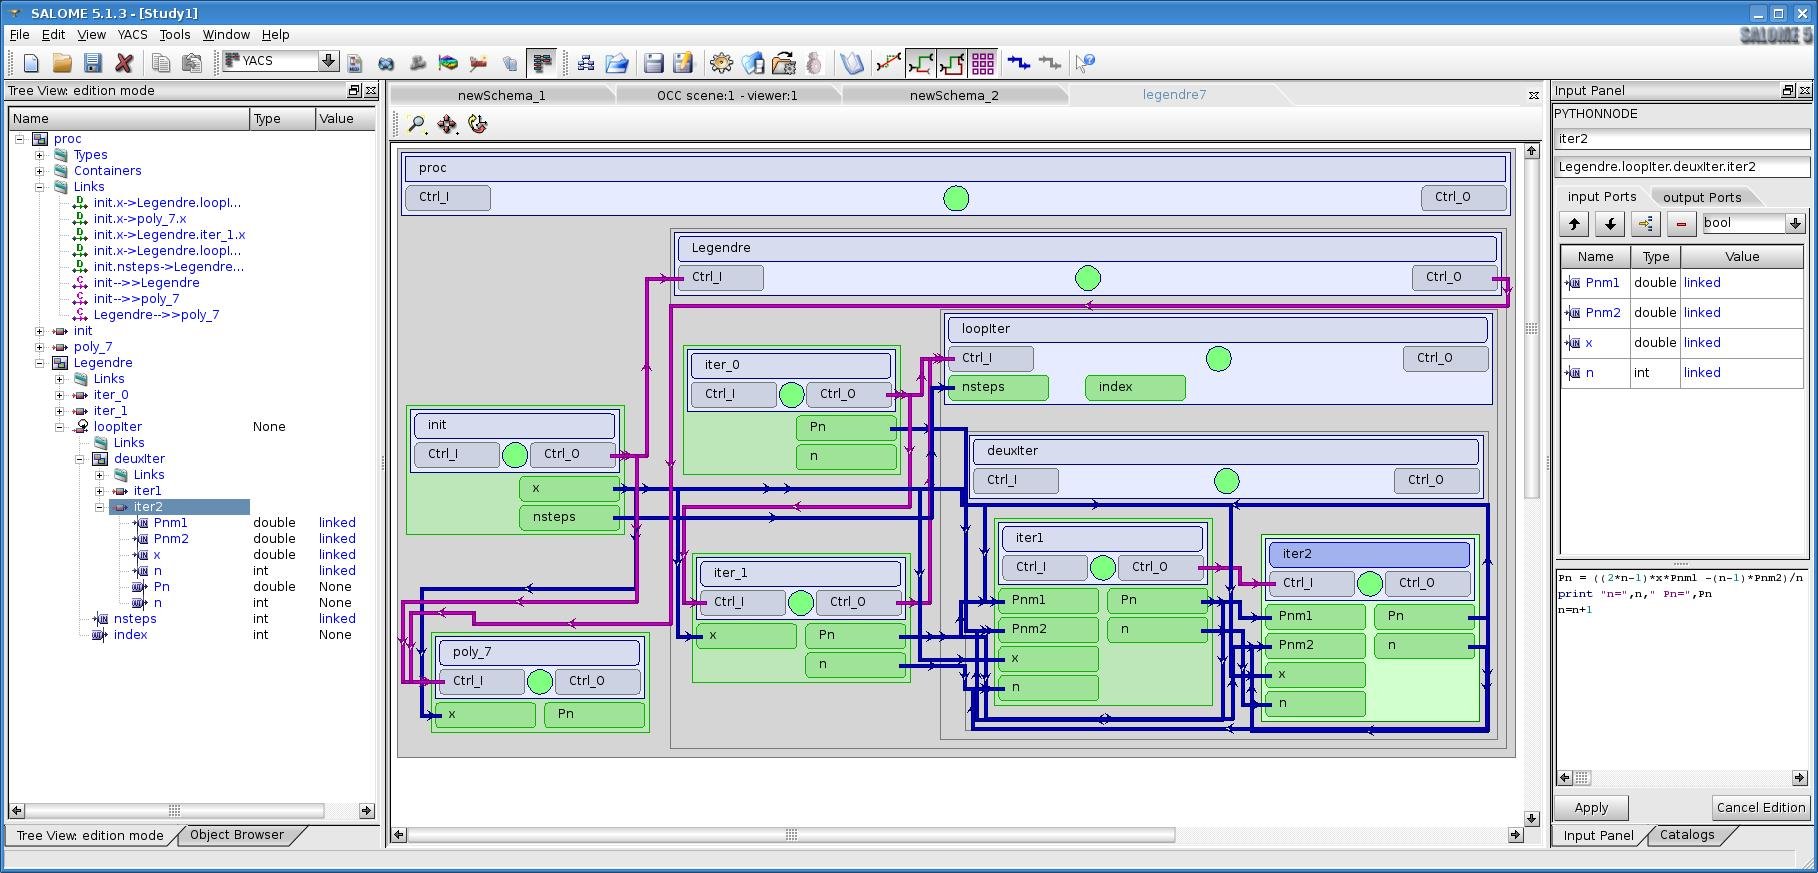 SALOME 5.1.3 - [Study1]
File Edit View YACS Tools Window Help
SALOME 5
YACS
Tree View: edition mode
Name Type Value
proc
Types
Containers
Links
init.x->Legendre.loopI...
init.x->poly_7.x
init.x->Legendre.iter_1.x
init.x->Legendre.loopI...
init.nsteps->Legendre...
init-->>Legendre
init-->>poly_7
Legendre-->>poly_7
init
poly_7
Legendre
Links
iter_0
iter_1
loopIter None
Links
deuxIter
Links
iter1
iter2
Pnm1 double linked
Pnm2 double linked
x double linked
n int linked
Pn double None
n int None
nsteps int linked
index int None
Tree View: edition mode Object Browser
newSchema_1 OCC scene:1 - viewer:1 newSchema_2 legendre7
proc
Ctrl_I Ctrl_O
Legendre
Ctrl_I Ctrl_O
loopIter
Ctrl_I Ctrl_O
nsteps index
iter_0
Ctrl_I Ctrl_O
Pn
n
init
Ctrl_I Ctrl_O
x
nsteps
deuxIter
Ctrl_I Ctrl_O
iter_1
Ctrl_I Ctrl_O
x Pn
n
iter1
Ctrl_I Ctrl_O
Pnm1 Pn
Pnm2 n
x
n
iter2
Ctrl_I Ctrl_O
Pnm1 Pn
Pnm2 n
x
n
poly_7
Ctrl_I Ctrl_O
x Pn
Input Panel
PYTHONNODE
iter2
Legendre.loopIter.deuxIter.iter2
input Ports output Ports
bool
Name Type Value
Pnm1 double linked
Pnm2 double linked
x double linked
n int linked
Pn = ((2*n-1)*x*Pnm1 -(n-1)*Pnm2)/n
print "n=",n," Pn=",Pn
n=n+1
Apply Cancel Edition
Input Panel Catalogs